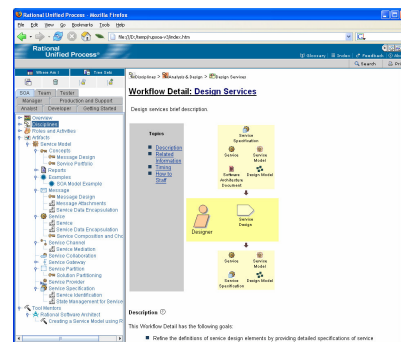 Rational Unified Process - Mozilla Firefox
File Edit View Go Bookmarks Tools Help
Rational
Unified Process®
Glossary Index Feedback
Search
Where Am I Tree Sets
SOA Team Tester
Manager Production and Support
Analyst Developer Getting Started
Overview
Disciplines
Roles and Activities
Artifacts
Service Model
Concepts
Message Design
Service Portfolio
Reports
Examples
SOA Model Example
Message
Message Design
Message Attachments
Service Data Encapsulation
Service
Service
Service Data Encapsulation
Service Composition and Cho
Service Channel
Service Mediation
Service Collaboration
Service Gateway
Service Partition
Solution Partitioning
Service Provider
Service Specification
Service Identification
State Management for Service
Tool Mentors
Rational Software Architect
Creating a Service Model using R
Disciplines > Analysis & Design > Design Services
Workflow Detail: Design Services
Design services brief description.
Topics
Description
Related Information
Timing
How to Staff
Service Specification
Service
Service Model
Software Architecture Document
Design Model
Designer
Service Design
Service
Service Model
Service Specification
Design Model
Description
This Workflow Detail has the following goals:
Refine the definitions of service design elements by providing detailed specifications of service